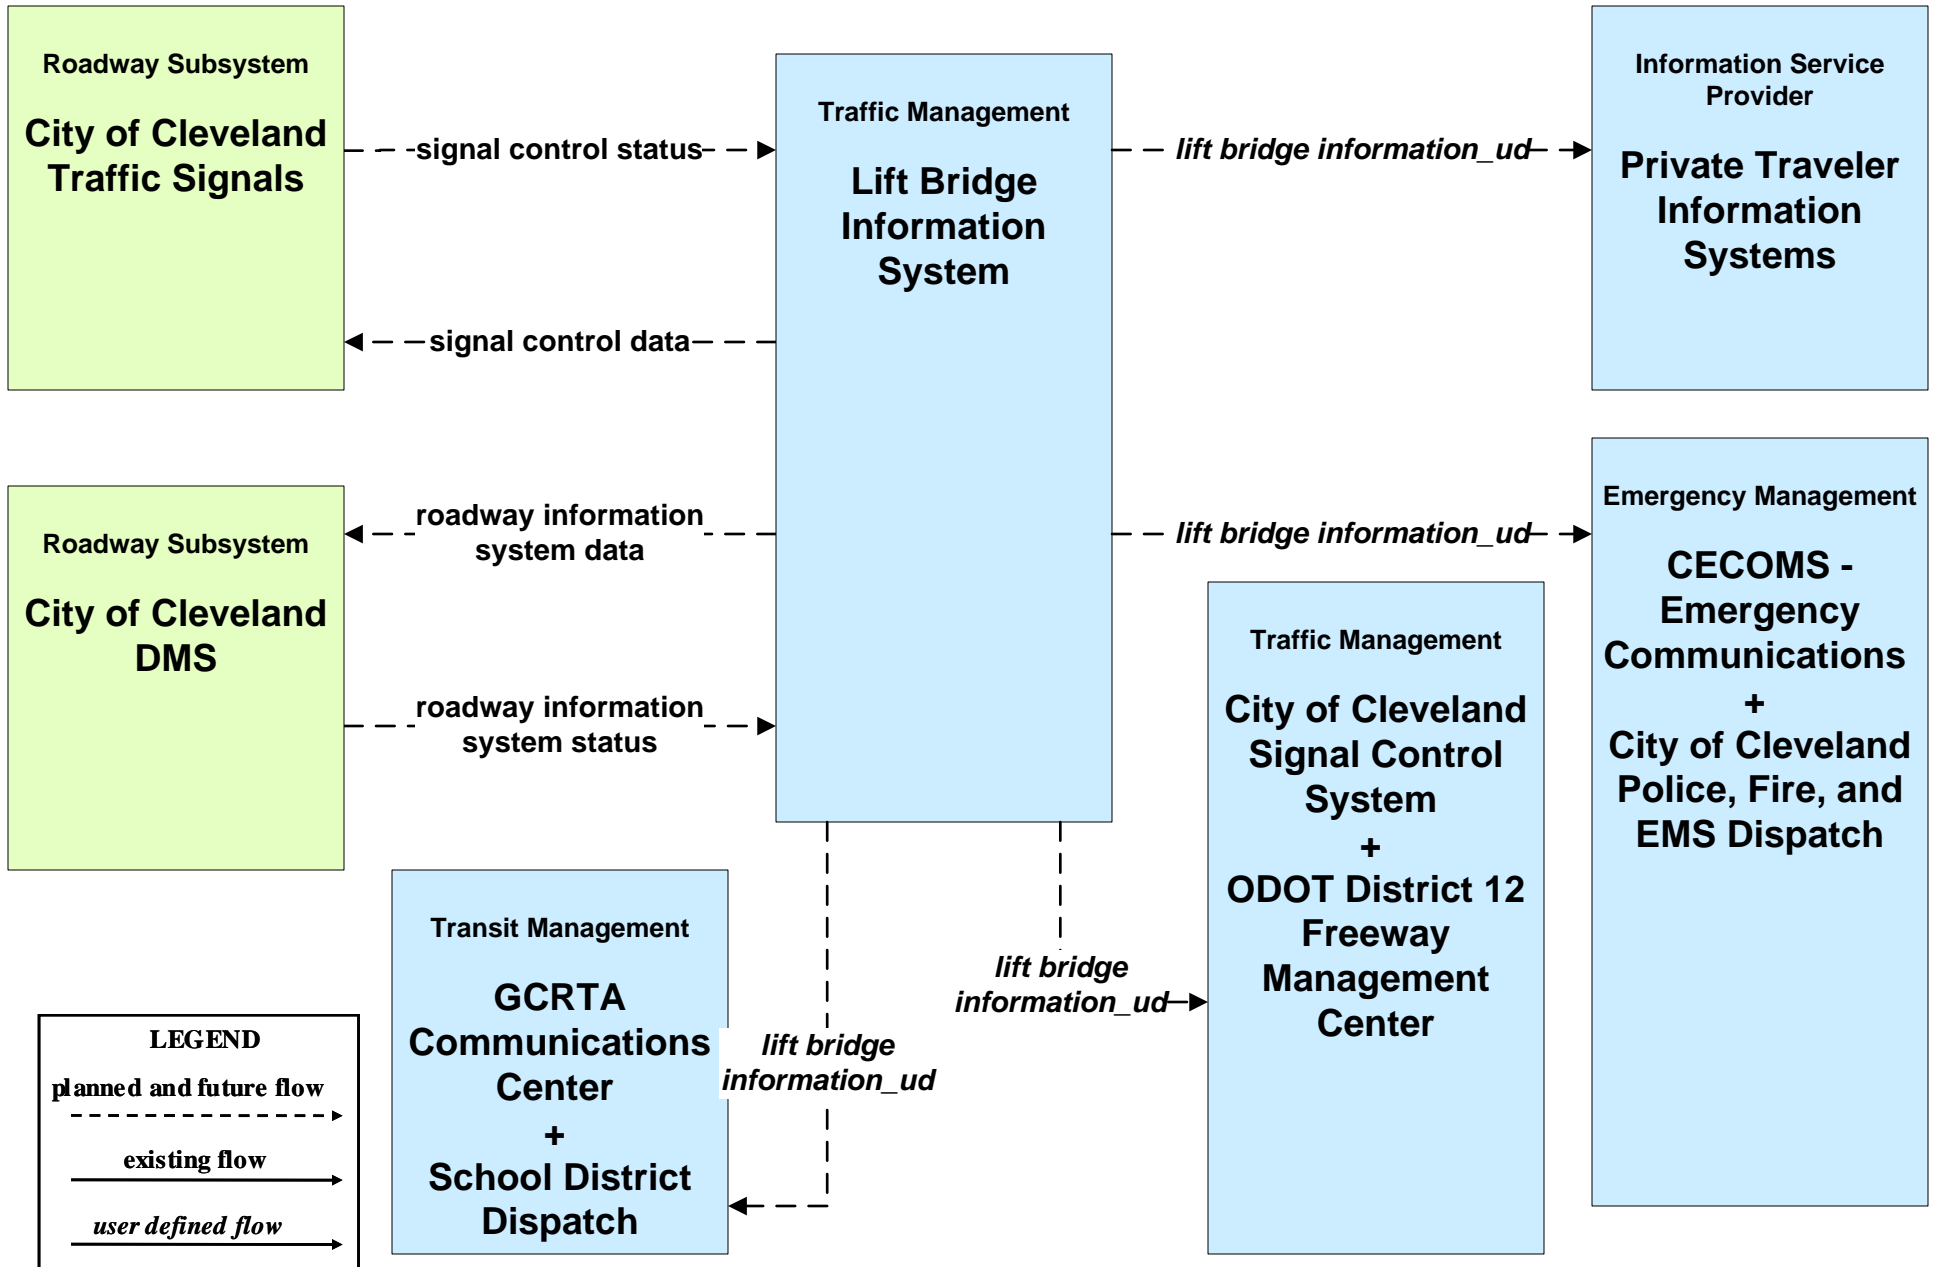 Roadway Subsystem
City of Cleveland
Traffic Signals
signal control status
signal control data
Traffic Management
Lift Bridge
Information
System
lift bridge information_ud
Information Service
Provider
Private Traveler
Information
Systems
Roadway Subsystem
City of Cleveland
DMS
roadway information
system data
roadway information
system status
lift bridge information_ud
Emergency Management
CECOMS -
Emergency
Communications
+
City of Cleveland
Police, Fire, and
EMS Dispatch
Traffic Management
City of Cleveland
Signal Control
System
+
ODOT District 12
Freeway
Management
Center
lift bridge
information_ud
Transit Management
GCRTA
Communications
Center
+
School District
Dispatch
lift bridge
information_ud
LEGEND
planned and future flow
existing flow
user defined flow